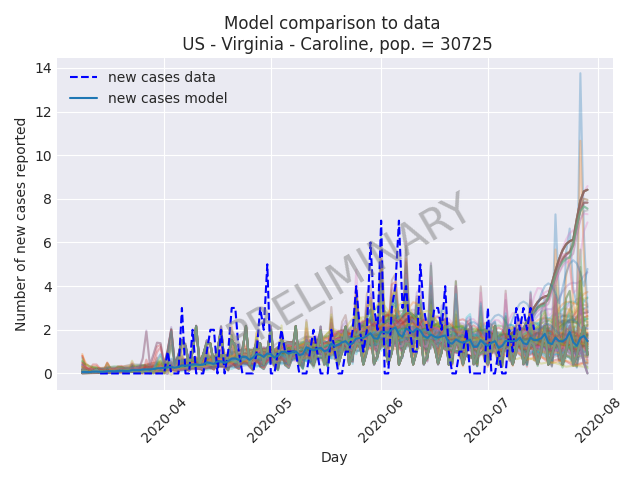 Model comparison to data
US - Virginia - Caroline, pop. = 30725
new cases data
new cases model
14
12
10
8
6
4
2
0
Number of new cases reported
PRELIMINARY
2020-04
2020-05
2020-06
2020-07
2020-08
Day